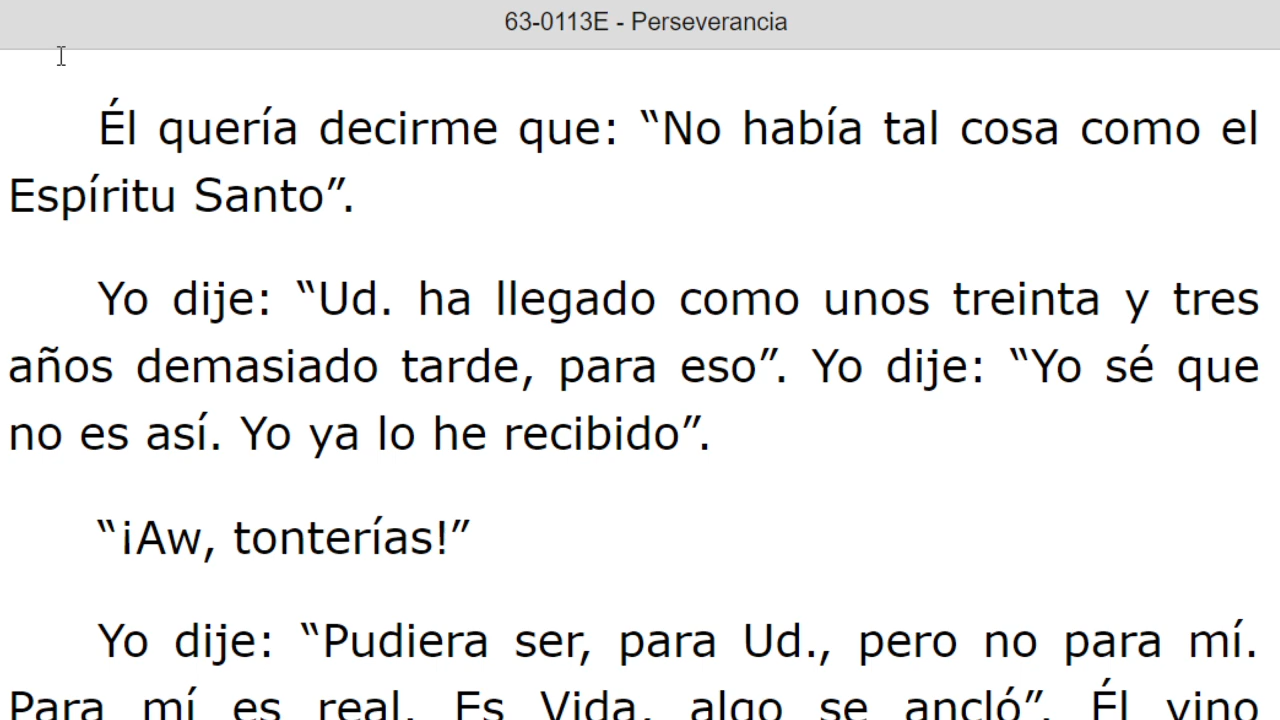 63-0113E - Perseverancia
Él quería decirme que: “No había tal cosa como el
Espíritu Santo”.
Yo dije: “Ud. ha llegado como unos treinta y tres
años demasiado tarde, para eso”. Yo dije: “Yo sé que
no es así. Yo ya lo he recibido”.
“¡Aw, tonterías!”
Yo dije: “Pudiera ser, para Ud., pero no para mí.
Para mí es real. Es Vida, algo se ancló”. Él vino